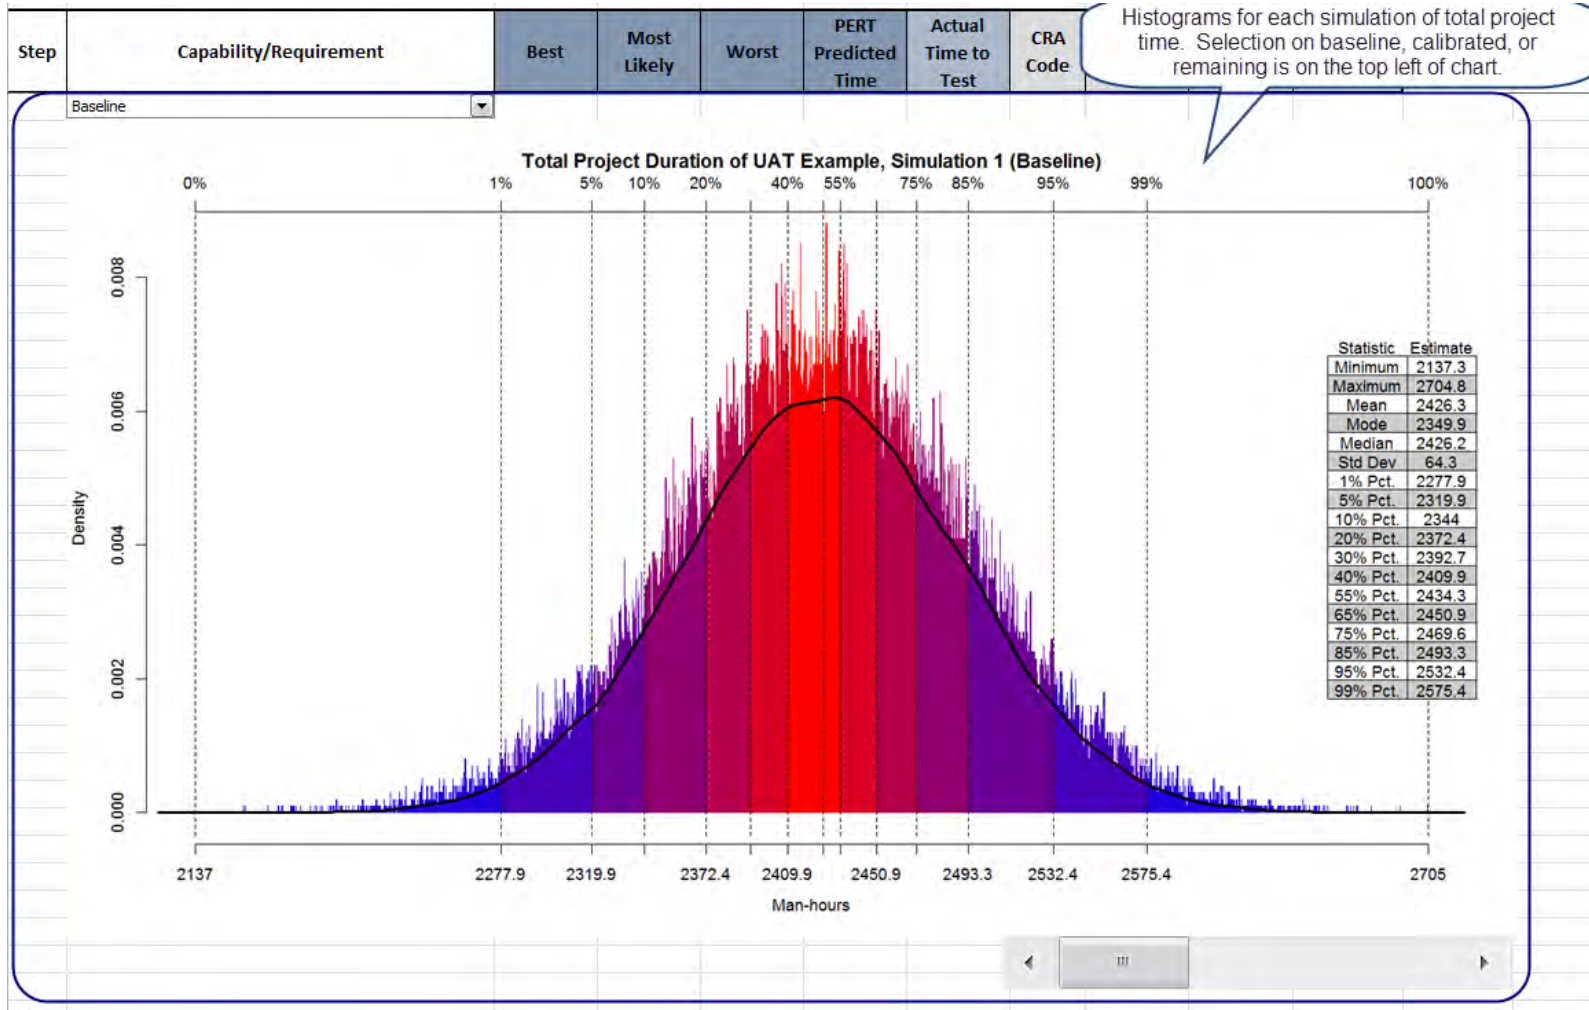 Step
Capability/Requirement
Best
Most
Likely
Worst
PERT
Predicted
Time
Actual
Time to
Test
CRA
Code
Histograms for each simulation of total project
time. Selection on baseline, calibrated, or
remaining is on the top left of chart.
Baseline
Total Project Duration of UAT Example, Simulation 1 (Baseline)
0% 1% 5% 10% 20% 40% 55% 75% 85% 95% 99% 100%
0.008
0.006
0.004
0.002
0.000
Density
Statistic Estimate
Minimum 2137.3
Maximum 2704.8
Mean 2426.3
Mode 2349.9
Median 2426.2
Std Dev 64.3
1% Pct. 2277.9
5% Pct. 2319.9
10% Pct. 2344
20% Pct. 2372.4
30% Pct. 2392.7
40% Pct. 2409.9
55% Pct. 2434.3
65% Pct. 2450.9
75% Pct. 2469.6
85% Pct. 2493.3
95% Pct. 2532.4
99% Pct. 2575.4
2137 2277.9 2319.9 2372.4 2409.9 2450.9 2493.3 2532.4 2575.4 2705
Man-hours